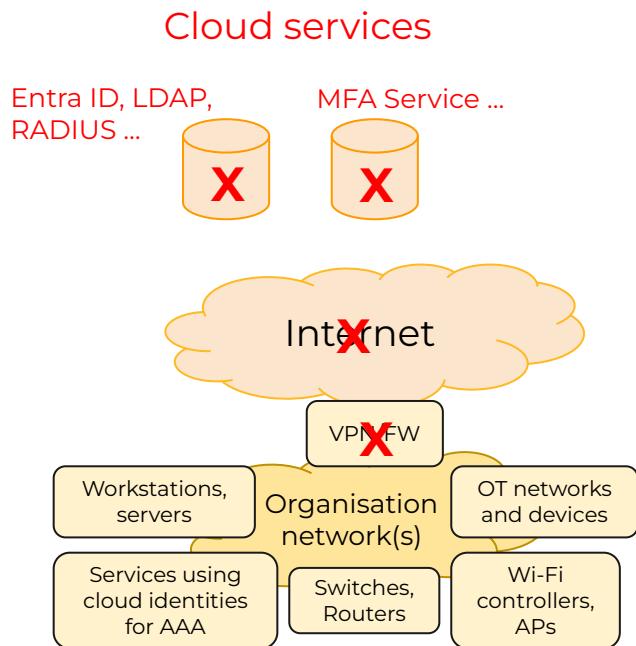 Cloud services
Entra ID, LDAP,
RADIUS ...
MFA Service ...
X
X
Internet
X
VPN FW
X
Workstations,
servers
Organisation
network(s)
OT networks
and devices
Services using
cloud identities
for AAA
Switches,
Routers
Wi-Fi
controllers,
APs